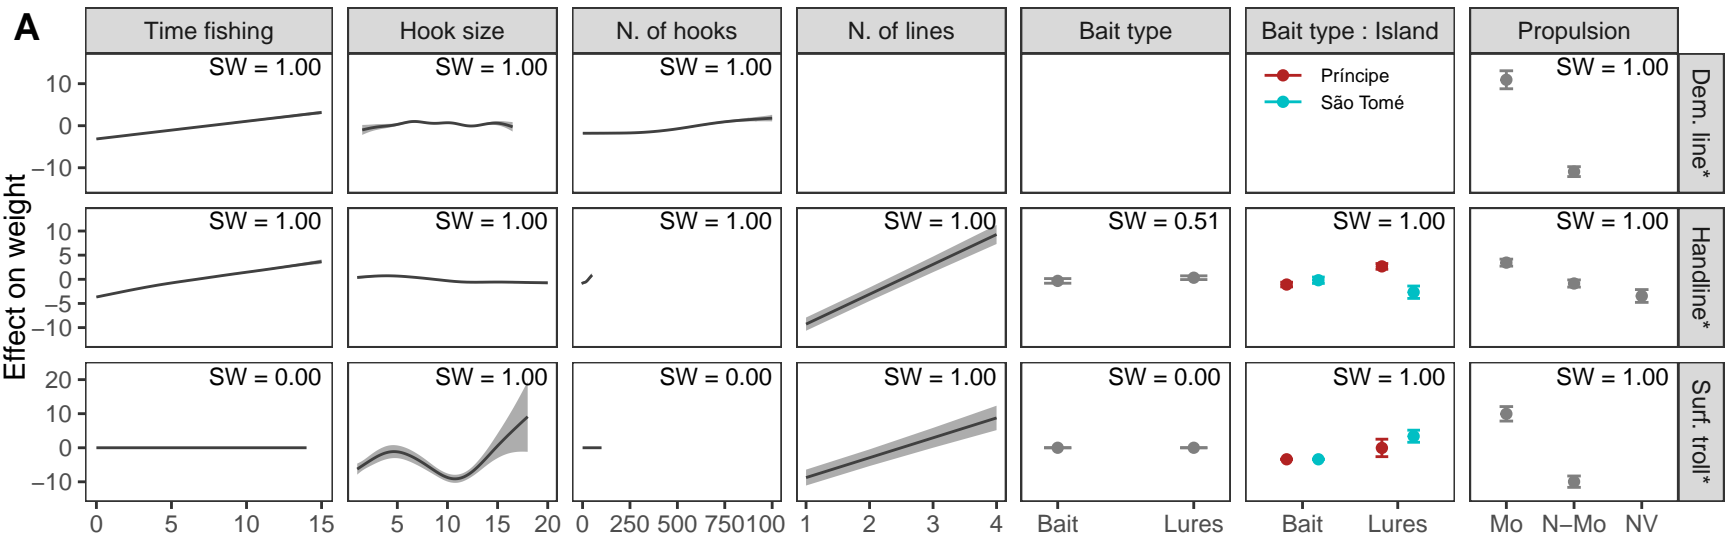 A
Time fishing
Hook size
N. of hooks
N. of lines
Bait type
Bait type : Island
Propulsion
Effect on weight
10
0
−10
SW = 1.00
SW = 1.00
SW = 1.00
Príncipe
São Tomé
SW = 1.00
Dem. line*
10
5
0
−5
−10
SW = 1.00
SW = 1.00
SW = 1.00
SW = 1.00
SW = 0.51
SW = 1.00
SW = 1.00
Handline*
20
10
0
−10
SW = 0.00
SW = 1.00
SW = 0.00
SW = 1.00
SW = 0.00
SW = 1.00
SW = 1.00
Surf. troll*
0 5 10 15
5 10 15 20
0 250 500 750 100
1 2 3 4
Bait Lures
Bait Lures
Mo N−Mo NV